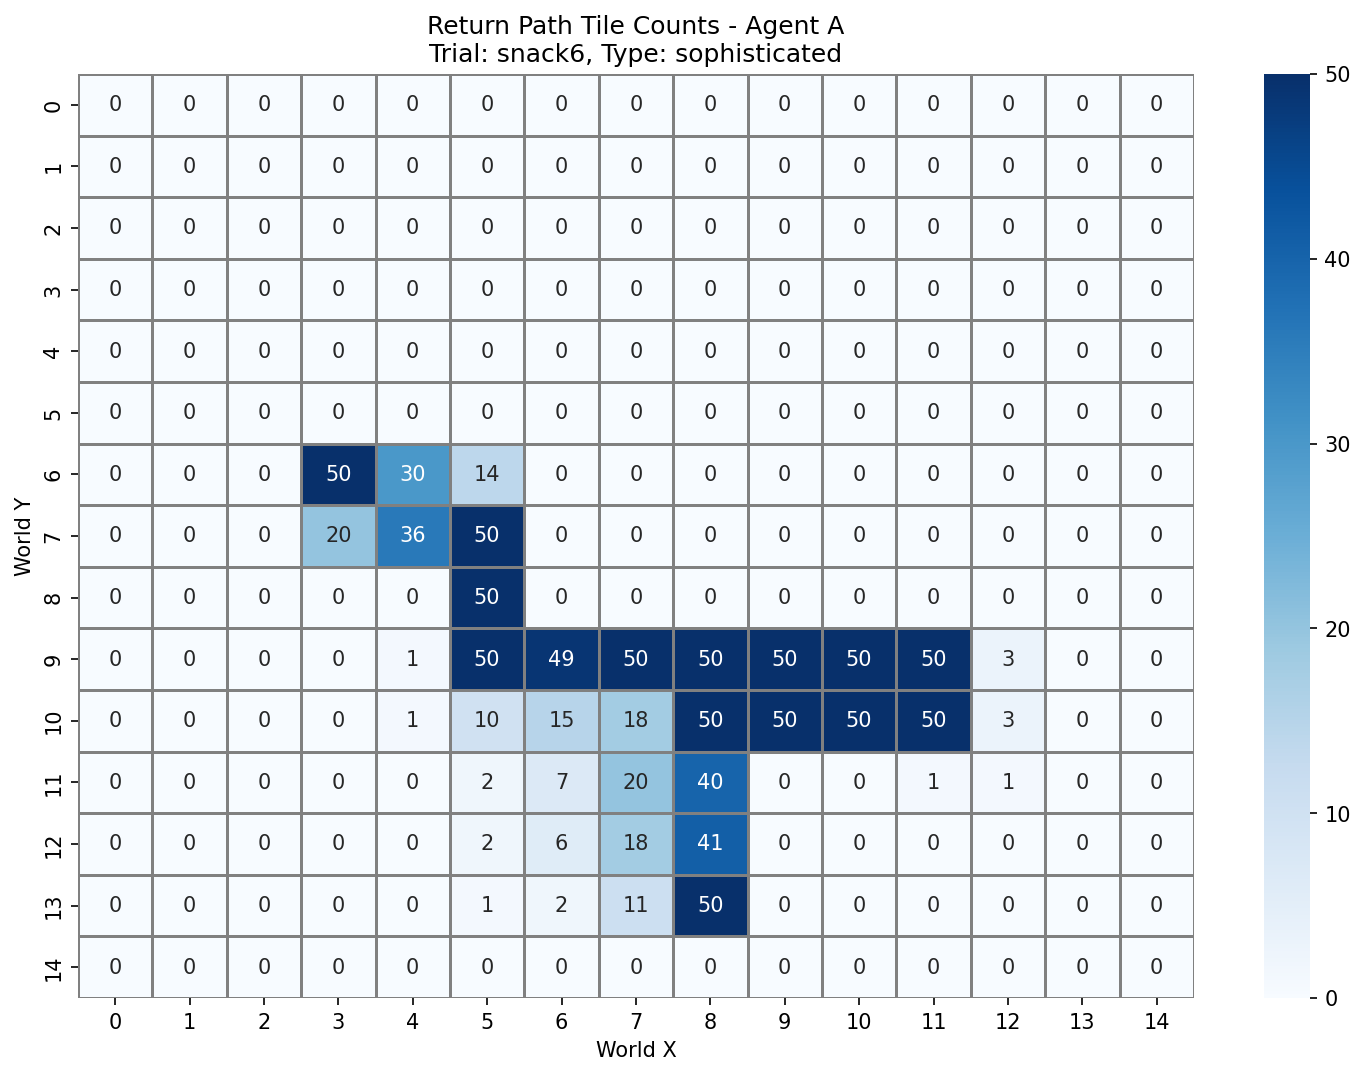 Return Path Tile Counts - Agent A
Trial: snack6, Type: sophisticated
0 0 0 0 0 0 0 0 0 0 0 0 0 0 0 0
1 0 0 0 0 0 0 0 0 0 0 0 0 0 0 0
2 0 0 0 0 0 0 0 0 0 0 0 0 0 0 0
3 0 0 0 0 0 0 0 0 0 0 0 0 0 0 0
4 0 0 0 0 0 0 0 0 0 0 0 0 0 0 0
5 0 0 0 0 0 0 0 0 0 0 0 0 0 0 0
6 0 0 0 50 30 14 0 0 0 0 0 0 0 0 0
7 0 0 0 20 36 50 0 0 0 0 0 0 0 0 0
8 0 0 0 0 0 50 0 0 0 0 0 0 0 0 0
9 0 0 0 0 1 50 49 50 50 50 50 50 3 0 0
10 0 0 0 0 1 10 15 18 50 50 50 50 3 0 0
11 0 0 0 0 0 2 7 20 40 0 0 1 1 0 0
12 0 0 0 0 0 2 6 18 41 0 0 0 0 0 0
13 0 0 0 0 0 1 2 11 50 0 0 0 0 0 0
14 0 0 0 0 0 0 0 0 0 0 0 0 0 0 0
0 1 2 3 4 5 6 7 8 9 10 11 12 13 14
World X
World Y
50
40
30
20
10
0